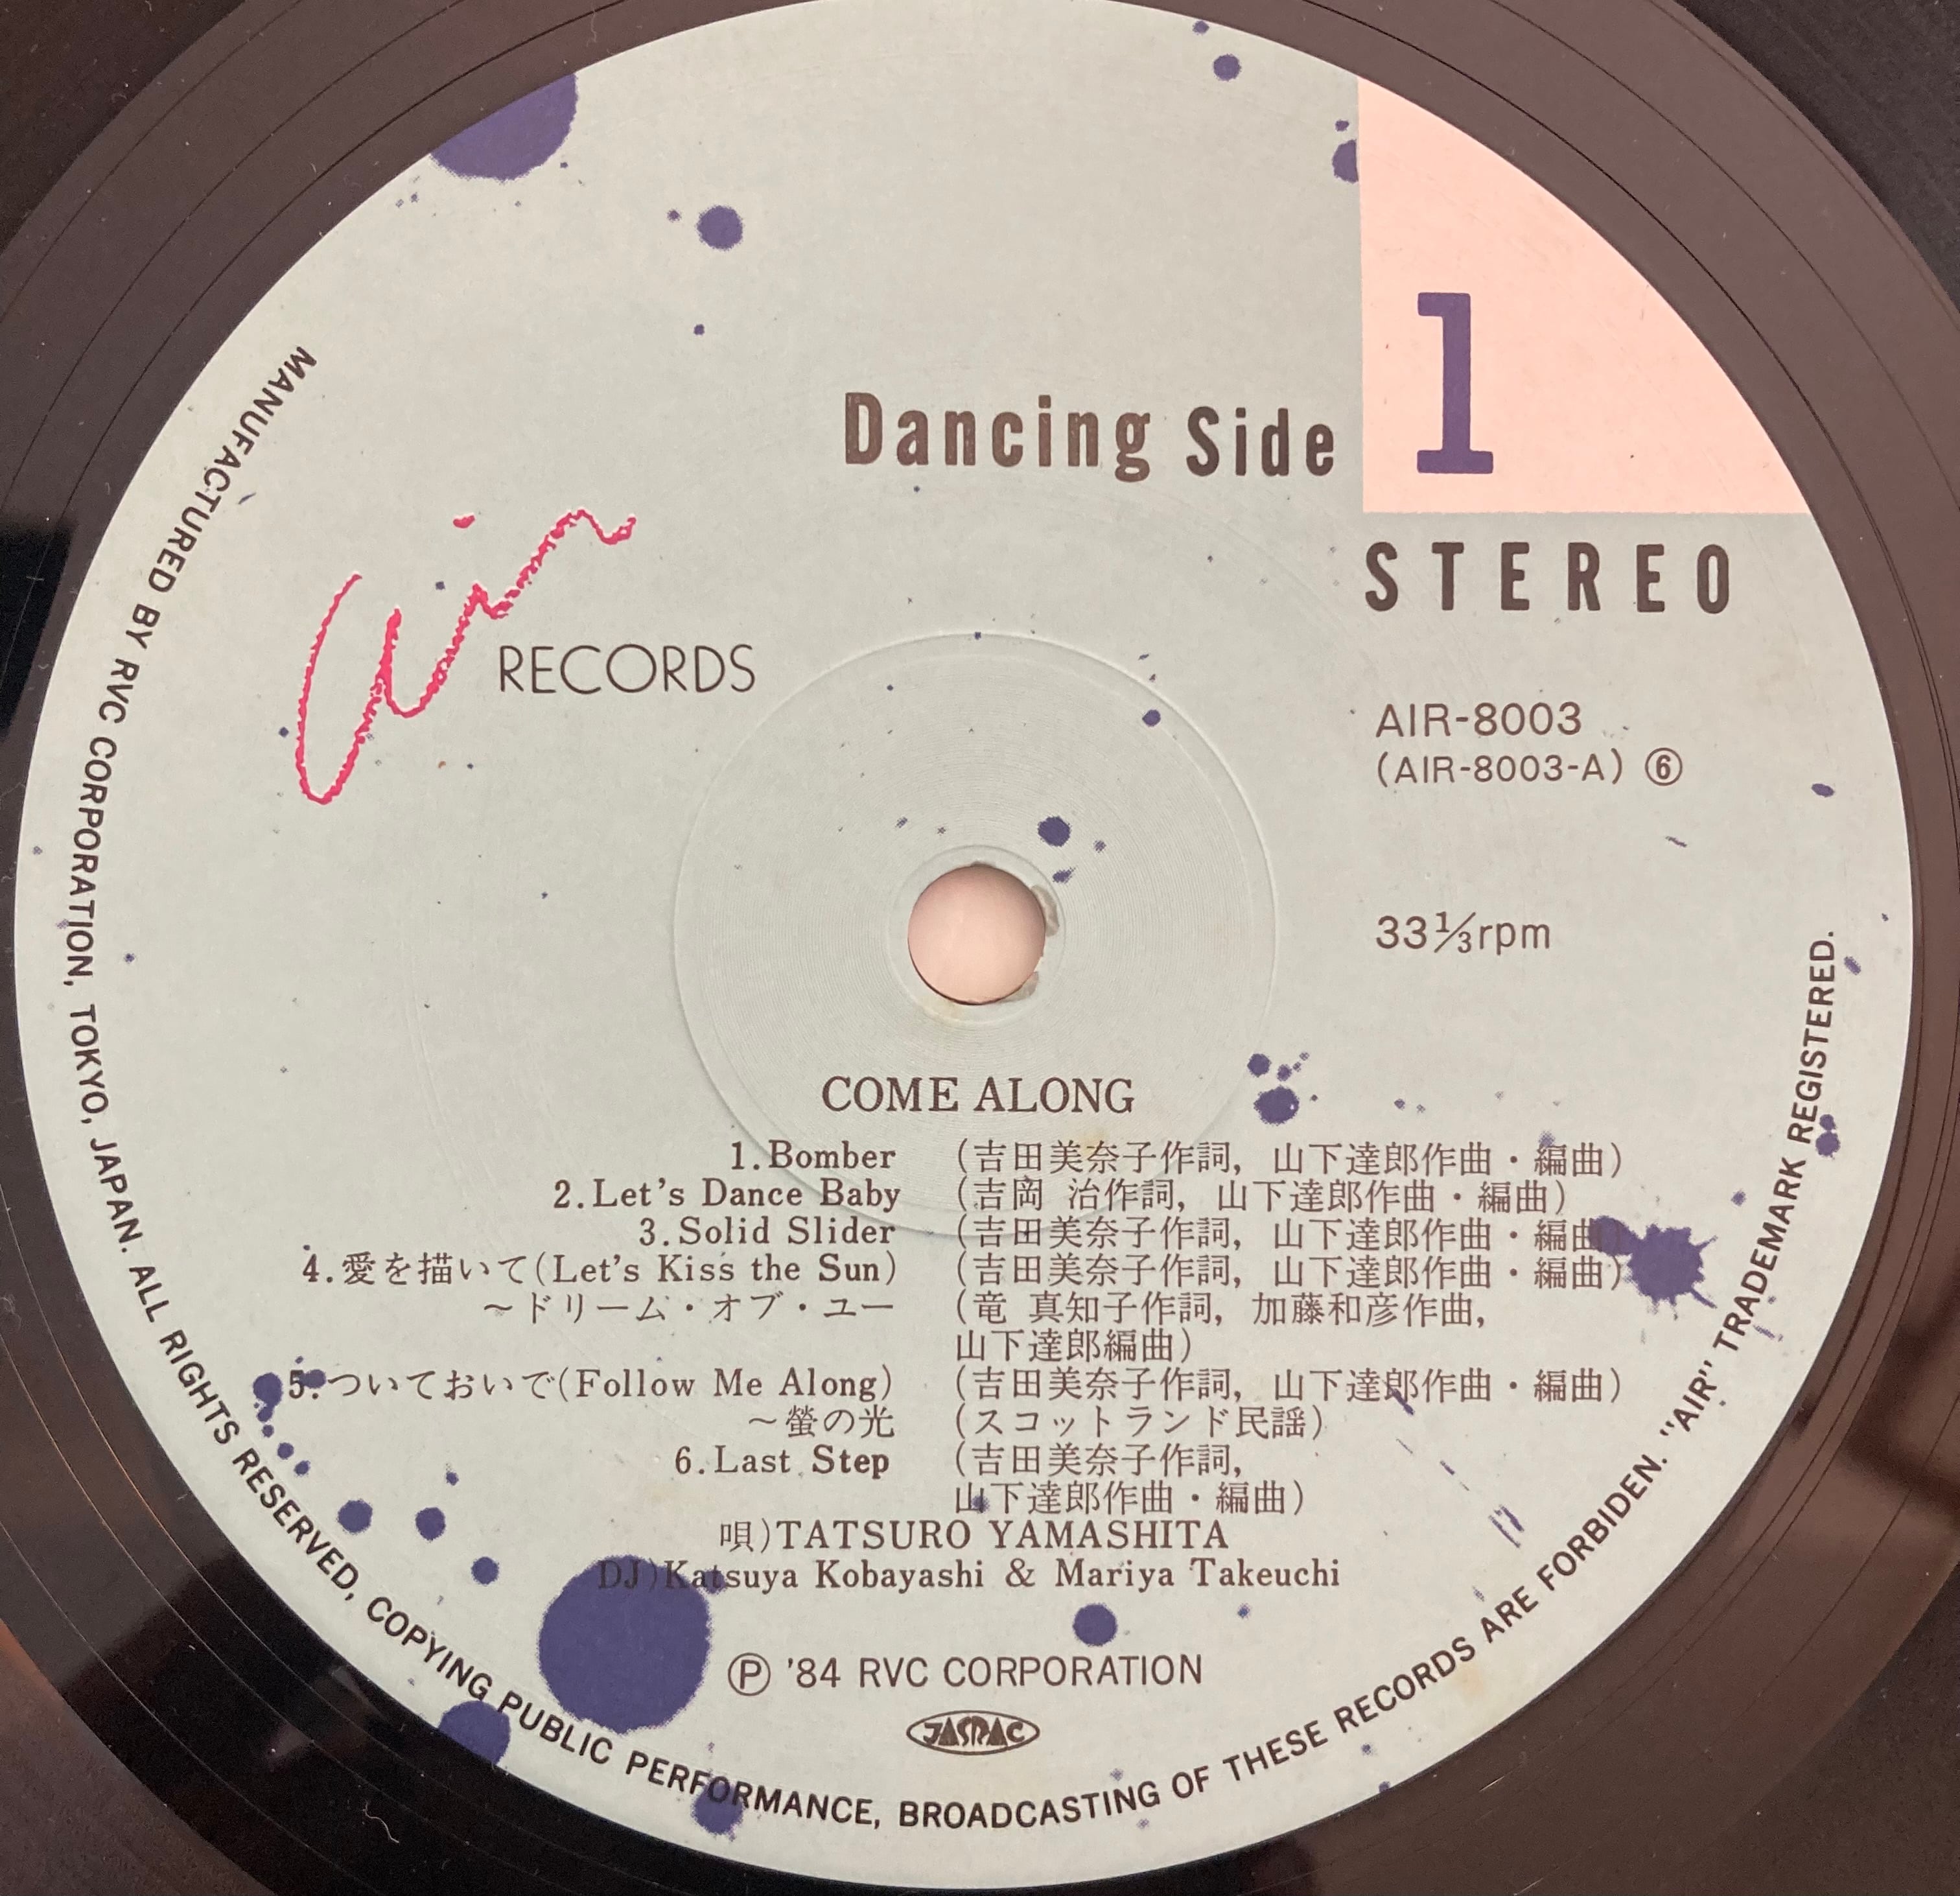 Dancing Side
1
STEREO
air
RECORDS
AIR-8003
(AIR-8003-A) ⑥
33⅓rpm
COME ALONG
1.Bomber (吉田美奈子作詞, 山下達郎作曲・編曲)
2.Let's Dance Baby (吉岡 治作詞, 山下達郎作曲・編曲)
3.Solid Slider (吉田美奈子作詞, 山下達郎作曲・編曲)
4.愛を描いて(Let's Kiss the Sun) (吉田美奈子作詞, 山下達郎作曲・編曲)
~ドリーム・オブ・ユー (竜 真知子作詞, 加藤和彦作曲,
山下達郎編曲)
5.ついておいで(Follow Me Along) (吉田美奈子作詞, 山下達郎作曲・編曲)
~螢の光 (スコットランド民謡)
6.Last Step (吉田美奈子作詞,
山下達郎作曲・編曲)
唄)TATSURO YAMASHITA
DJ)Katsuya Kobayashi & Mariya Takeuchi
Ⓟ '84 RVC CORPORATION
JASRAC
MANUFACTURED BY RVC CORPORATION, TOKYO, JAPAN. ALL RIGHTS RESERVED, COPYING PUBLIC PERFORMANCE, BROADCASTING OF THESE RECORDS ARE FORBIDEN. "AIR" TRADEMARK REGISTERED.